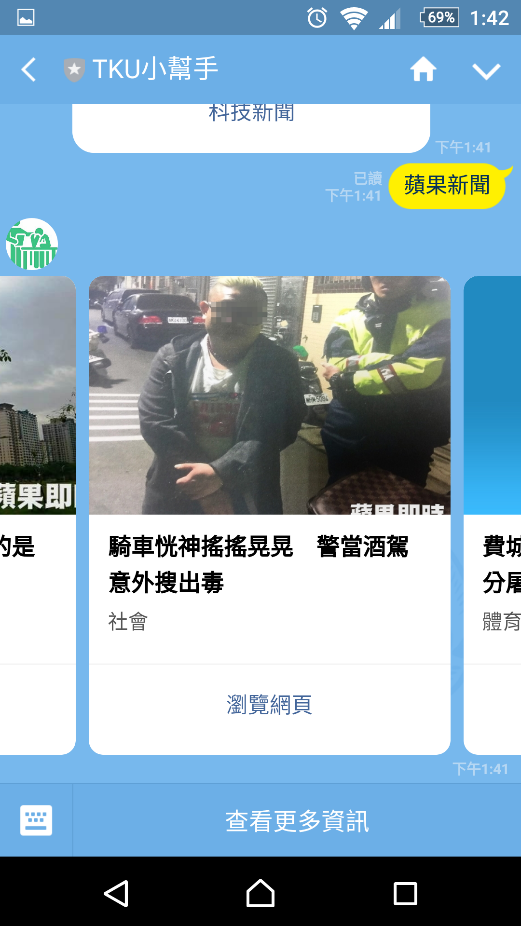 69% 1:42
TKU小幫手
科技新聞
下午1:41
已讀
下午1:41
蘋果新聞
蘋果即時
蘋果即時
的是
騎車恍神搖搖晃晃 警當酒駕
意外搜出毒
社會
費城
分屠
體育
瀏覽網頁
下午1:41
查看更多資訊